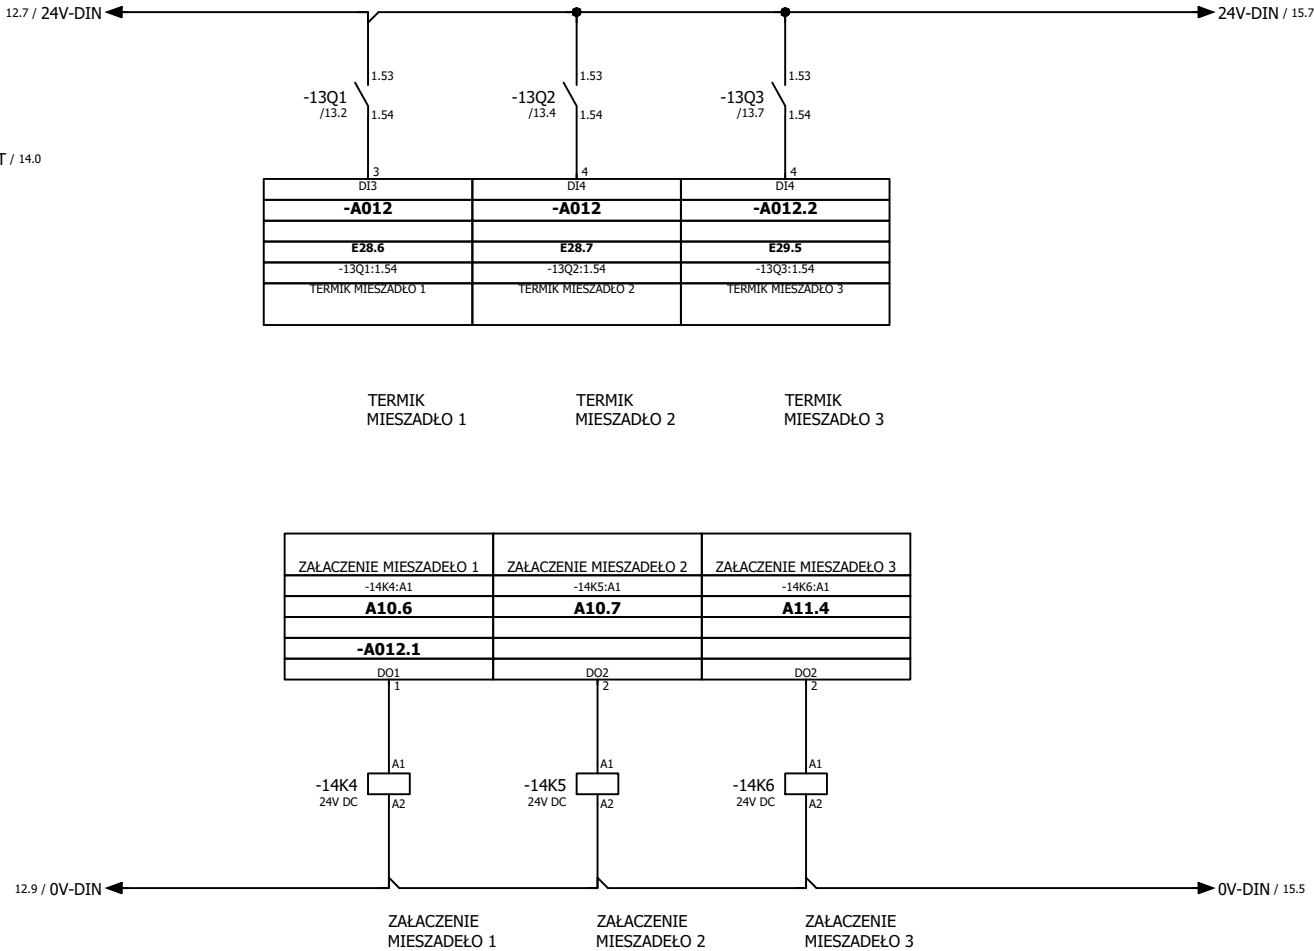 12.7 / 24V-DIN
24V-DIN / 15.7
1.53
1.53
1.53
-13Q1
-13Q2
-13Q3
/13.2
/13.4
/13.7
1.54
1.54
1.54
T / 14.0
3
4
4
DI3
DI4
DI4
-A012
-A012
-A012.2
E28.6
E28.7
E29.5
-13Q1:1.54
-13Q2:1.54
-13Q3:1.54
TERMIK MIESZADŁO 1
TERMIK MIESZADŁO 2
TERMIK MIESZADŁO 3
TERMIK
MIESZADŁO 1
TERMIK
MIESZADŁO 2
TERMIK
MIESZADŁO 3
ZAŁACZENIE MIESZADEŁO 1
ZAŁACZENIE MIESZADEŁO 2
ZAŁACZENIE MIESZADEŁO 3
-14K4:A1
-14K5:A1
-14K6:A1
A10.6
A10.7
A11.4
-A012.1
DO1
DO2
DO2
1
2
2
A1
A1
A1
-14K4
-14K5
-14K6
24V DC
24V DC
24V DC
A2
A2
A2
12.9 / 0V-DIN
0V-DIN / 15.5
ZAŁACZENIE
MIESZADEŁO 1
ZAŁACZENIE
MIESZADEŁO 2
ZAŁACZENIE
MIESZADEŁO 3